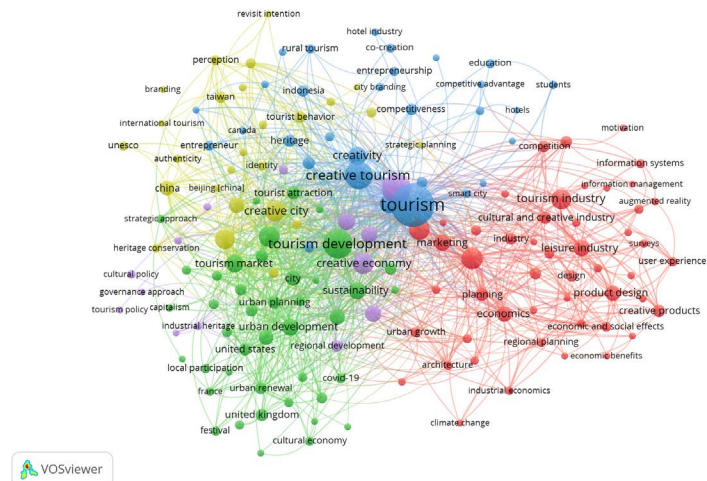 revisit intention
hotel industry
rural tourism
co-creation
perception
education
entrepreneurship
branding
indonesia
city branding
competitive advantage
students
taiwan
tourist behavior
competitiveness
hotels
international tourism
canada
motivation
heritage
strategic planning
unesco
entrepreneur
competition
authenticity
creativity
identity
information systems
creative tourism
china
beijing [china]
information management
tourist attraction
smart city
tourism industry
augmented reality
tourism
creative city
strategic approach
cultural and creative industry
surveys
industry
tourism development
marketing
leisure industry
heritage conservation
user experience
tourism market
creative economy
cultural policy
city
design
governance approach
sustainability
planning
product design
urban planning
tourism policy
capitalism
creative products
economics
industrial heritage
urban development
economic and social effects
urban growth
regional development
regional planning
united states
economic benefits
architecture
local participation
covid-19
urban renewal
france
industrial economics
united kingdom
climate change
festival
cultural economy
VOSviewer